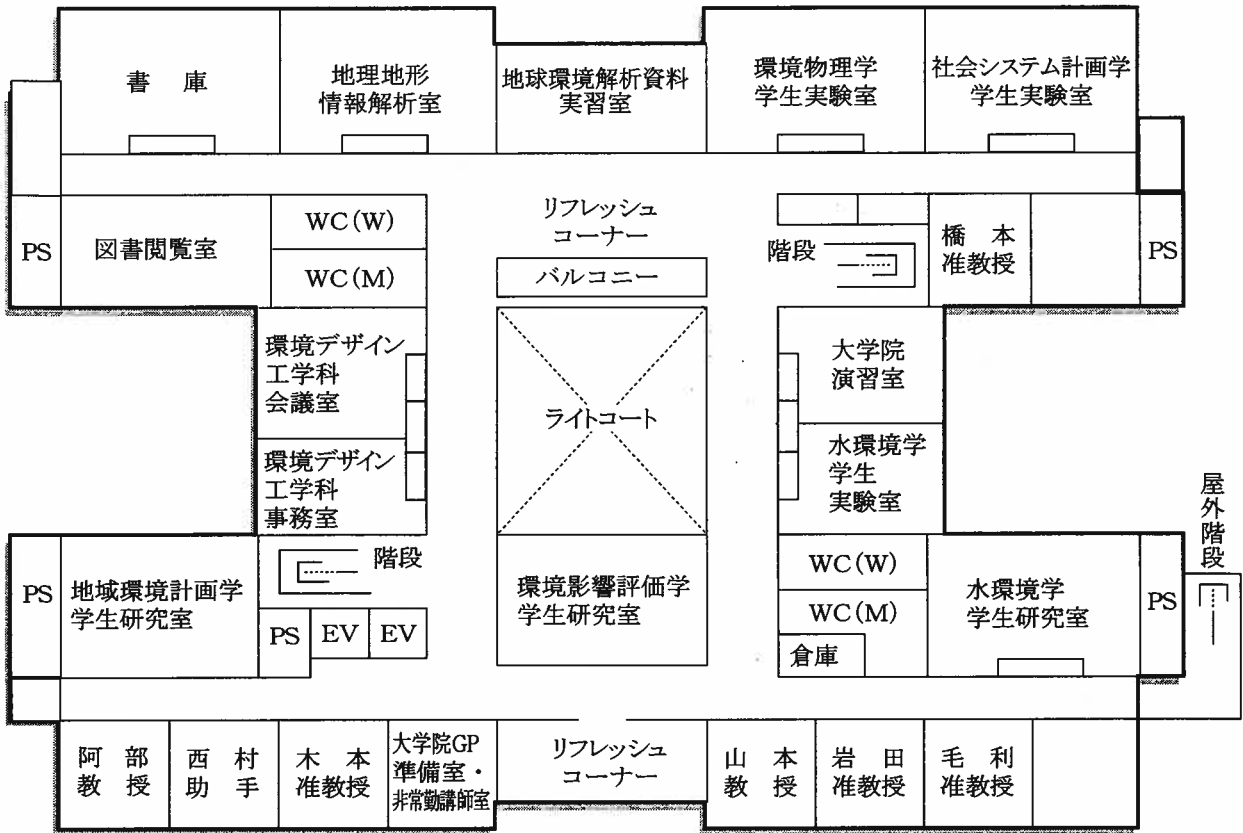 書 庫
地理地形
情報解析室
地球環境解析資料
実習室
環境物理学
学生実験室
社会システム計画学
学生実験室
PS
図書閲覧室
WC(W)
WC(M)
リフレッシュ
コーナー
バルコニー
階段
橋 本
准教授
PS
環境デザイン
工学科
会議室
環境デザイン
工学科
事務室
ライトコート
大学院
演習室
水環境学
学生
実験室
屋外階段
PS
地域環境計画学
学生研究室
階段
PS
EV
EV
環境影響評価学
学生研究室
WC(W)
WC(M)
倉庫
水環境学
学生研究室
PS
阿 部
教 授
西 村
助 手
木 本
准教授
大学院GP
準備室・
非常勤講師室
リフレッシュ
コーナー
山 本
教 授
岩 田
准教授
毛 利
准教授